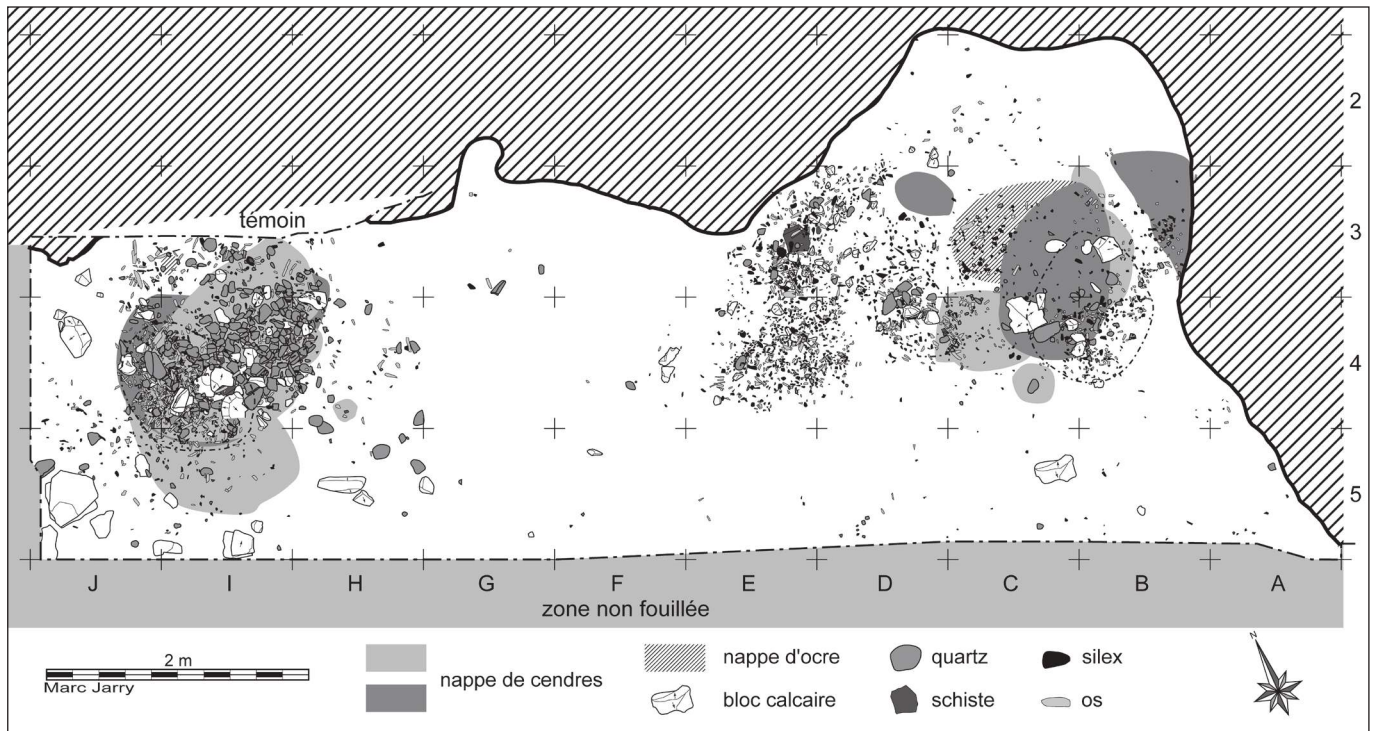 2
témoin
3
4
5
J I H G F E D C B A
zone non fouillée
2 m
Marc Jarry
nappe de cendres
nappe d'ocre
bloc calcaire
quartz
schiste
silex
os
N